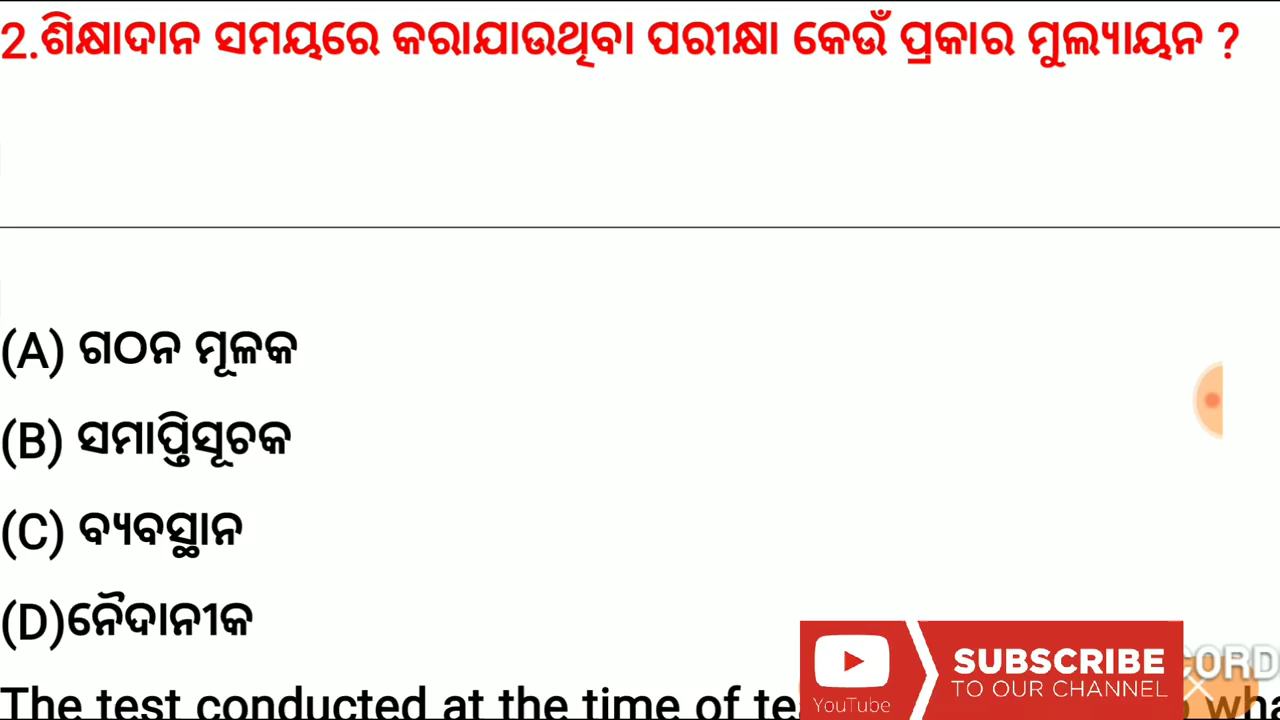 2.ଶିକ୍ଷାଦାନ ସମୟରେ କରାଯାଉଥିବା ପରୀକ୍ଷା କେଉଁ ପ୍ରକାର ମୁଲ୍ୟାୟନ ?
(A) ଗଠନ ମୂଳକ
(B) ସମାପ୍ତିସୂଚକ
(C) ବ୍ୟବସ୍ଥାନ
(D)ନୈଦାନୀକ
SUBSCRIBE
TO OUR CHANNEL
YouTube
The test conducted at the time of